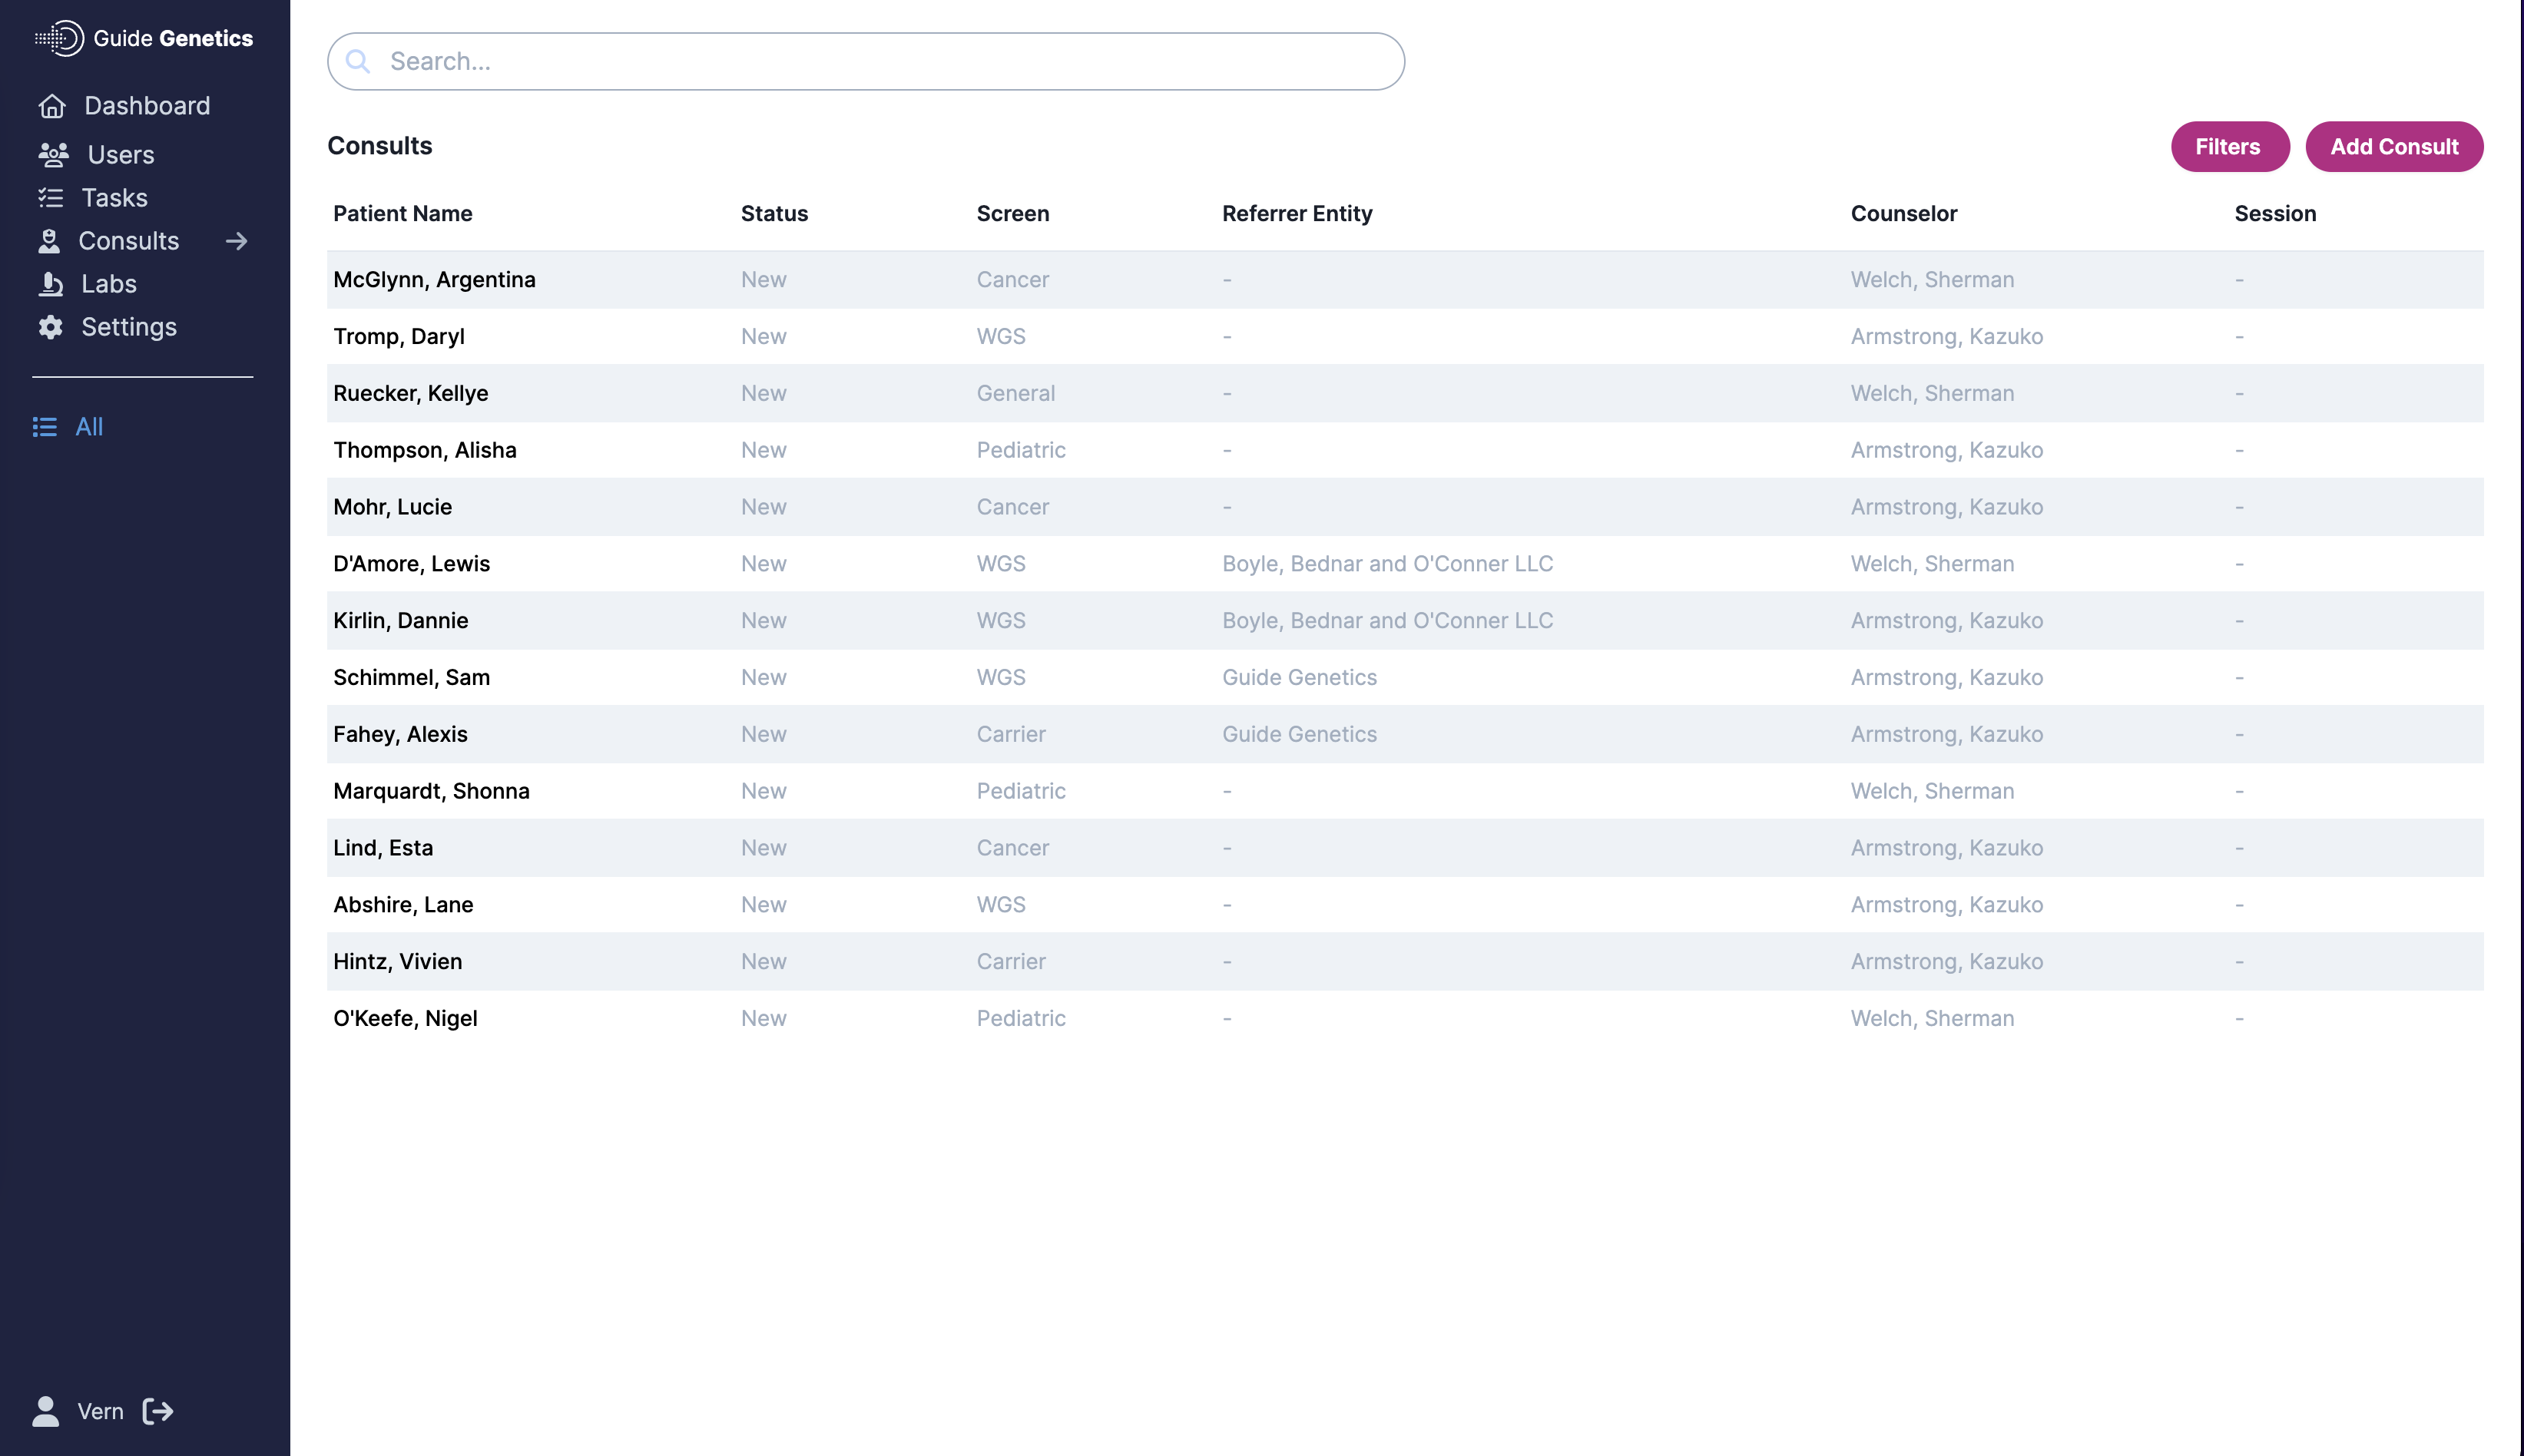 Guide Genetics
Dashboard
Users
Tasks
Consults
Labs
Settings
All
Vern
Search...
Consults
Filters
Add Consult
Patient Name Status Screen Referrer Entity Counselor Session
McGlynn, Argentina New Cancer - Welch, Sherman -
Tromp, Daryl New WGS - Armstrong, Kazuko -
Ruecker, Kellye New General - Welch, Sherman -
Thompson, Alisha New Pediatric - Armstrong, Kazuko -
Mohr, Lucie New Cancer - Armstrong, Kazuko -
D'Amore, Lewis New WGS Boyle, Bednar and O'Conner LLC Welch, Sherman -
Kirlin, Dannie New WGS Boyle, Bednar and O'Conner LLC Armstrong, Kazuko -
Schimmel, Sam New WGS Guide Genetics Armstrong, Kazuko -
Fahey, Alexis New Carrier Guide Genetics Armstrong, Kazuko -
Marquardt, Shonna New Pediatric - Welch, Sherman -
Lind, Esta New Cancer - Armstrong, Kazuko -
Abshire, Lane New WGS - Armstrong, Kazuko -
Hintz, Vivien New Carrier - Armstrong, Kazuko -
O'Keefe, Nigel New Pediatric - Welch, Sherman -